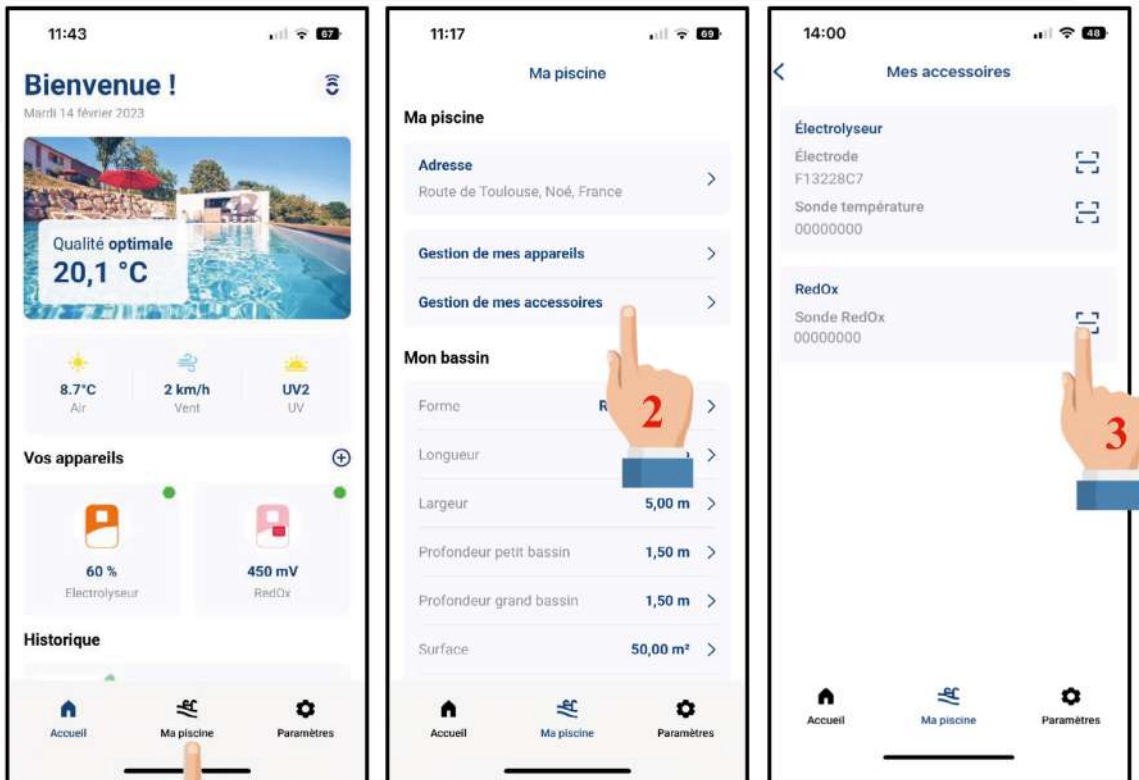 11:43
67
Bienvenue !
Mardi 14 février 2023
Qualité optimale
20,1 °C
8.7°C
2 km/h
UV2
Air
Vent
UV
Vos appareils
60 %
450 mV
Electrolyseur
RedOx
Historique
Accueil
Ma piscine
Paramètres
11:17
69
Ma piscine
Ma piscine
Adresse
Route de Toulouse, Noé, France
Gestion de mes appareils
Gestion de mes accessoires
Mon bassin
Forme
R
2
Longueur
Largeur
5,00 m
Profondeur petit bassin
1,50 m
Profondeur grand bassin
1,50 m
Surface
50,00 m²
Accueil
Ma piscine
Paramètres
14:00
48
Mes accessoires
Électrolyseur
Électrode
F13228C7
Sonde température
00000000
RedOx
Sonde RedOx
00000000
3
Accueil
Ma piscine
Paramètres